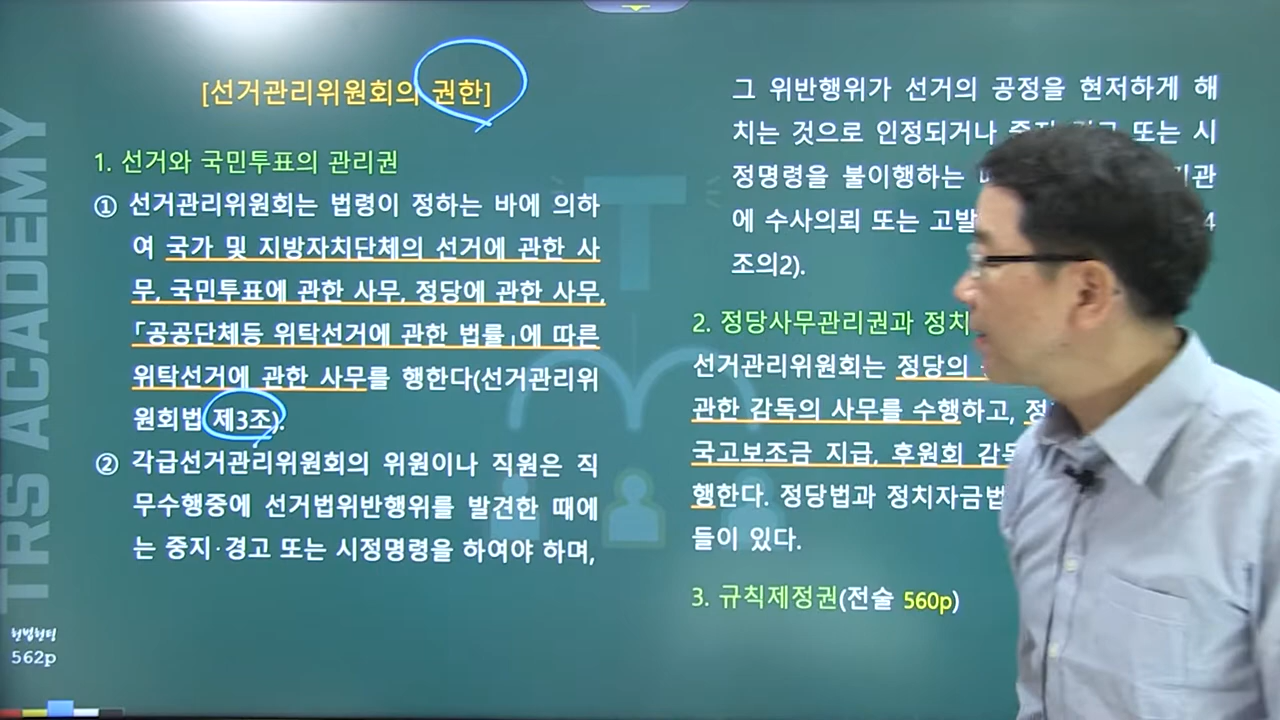 TRS ACADEMY
[선거관리위원회의 권한]
1. 선거와 국민투표의 관리권
① 선거관리위원회는 법령이 정하는 바에 의하
여 국가 및 지방자치단체의 선거에 관한 사
무, 국민투표에 관한 사무, 정당에 관한 사무,
「공공단체등 위탁선거에 관한 법률」에 따른
위탁선거에 관한 사무를 행한다(선거관리위
원회법 제3조).
② 각급선거관리위원회의 위원이나 직원은 직
무수행중에 선거법위반행위를 발견한 때에
는 중지·경고 또는 시정명령을 하여야 하며,
그 위반행위가 선거의 공정을 현저하게 해
치는 것으로 인정되거나 또는 시
정명령을 불이행하는
에 수사의뢰 또는 고발
조의2).
2. 정당사무관리권과 정치
선거관리위원회는 정당의
관한 감독의 사무를 수행하고,
국고보조금 지급, 후원회 감독
행한다. 정당법과 정치자금법
들이 있다.
3. 규칙제정권(전술 560p)
헌법헌팅
562p